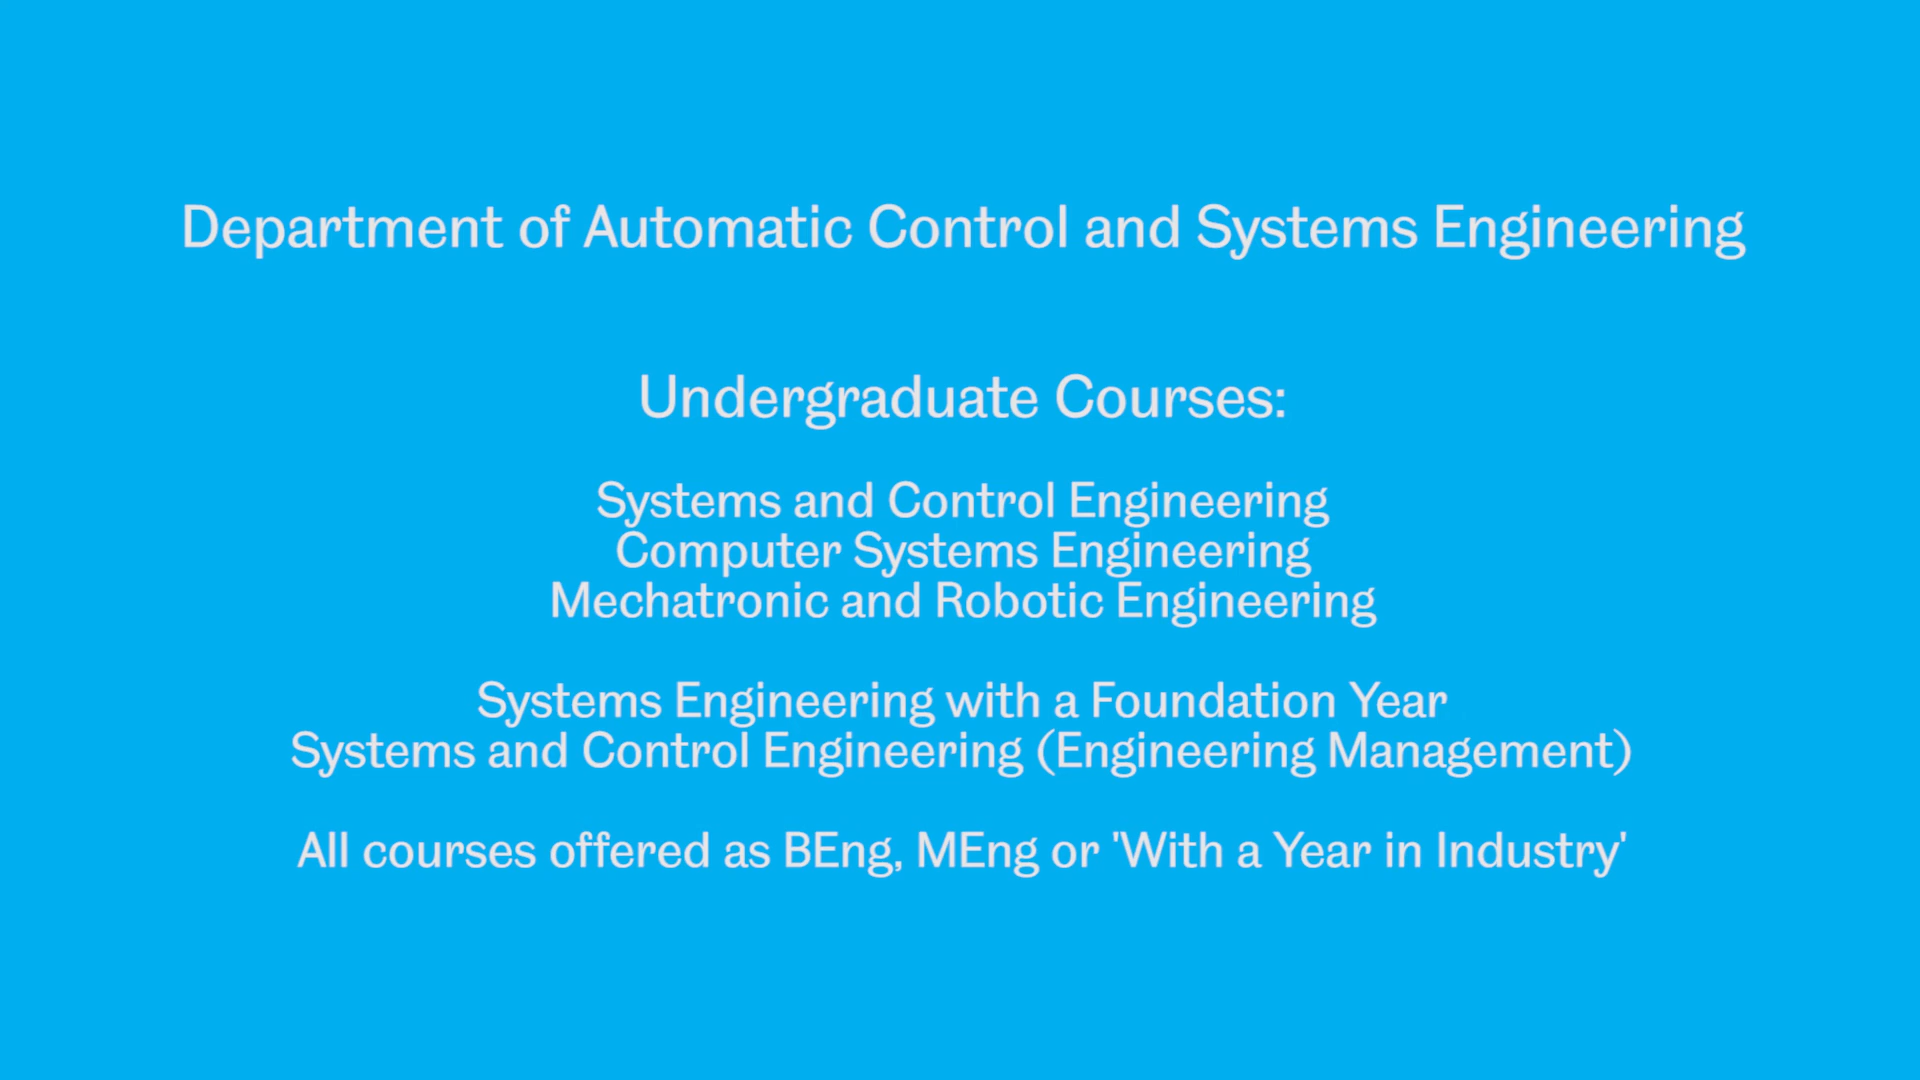 Department of Automatic Control and Systems Engineering
Undergraduate Courses:
Systems and Control Engineering
Computer Systems Engineering
Mechatronic and Robotic Engineering
Systems Engineering with a Foundation Year
Systems and Control Engineering (Engineering Management)
All courses offered as BEng, MEng or 'With a Year in Industry'